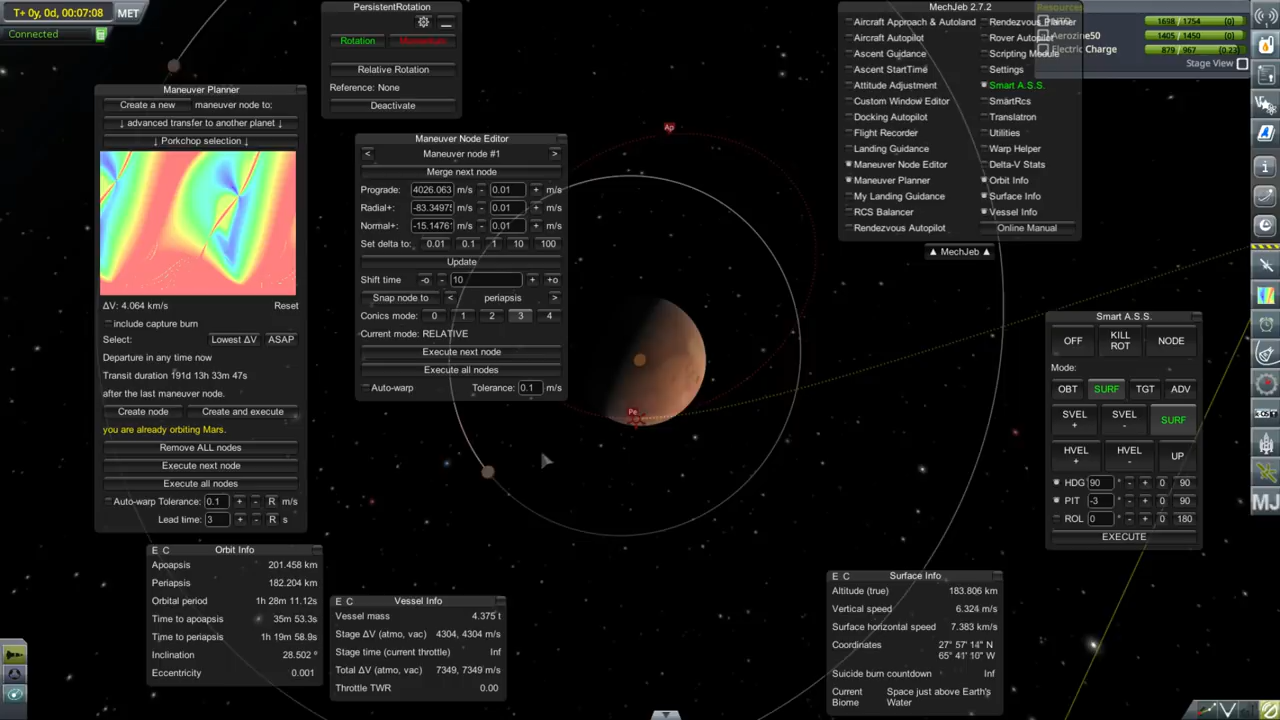 T+ 0y, 0d, 00:07:08 MET
Connected
PersistentRotation
Rotation Momentum
Relative Rotation
Reference: None
Deactivate
Maneuver Planner
Create a new maneuver node to:
↓ advanced transfer to another planet ↓
↓ Porkchop selection ↓
ΔV: 4.064 km/s Reset
include capture burn
Select: Lowest ΔV ASAP
Departure in any time now
Transit duration 191d 13h 33m 47s
after the last maneuver node.
Create node Create and execute
you are already orbiting Mars.
Remove ALL nodes
Execute next node
Execute all nodes
Auto-warp Tolerance: 0.1 + - R m/s
Lead time: 3 + - R s
Maneuver Node Editor
< Maneuver node #1 >
Merge next node
Prograde: 4026.063 m/s - 0.01 + m/s
Radial+: -83.34975 m/s - 0.01 + m/s
Normal+: -15.14761 m/s - 0.01 + m/s
Set delta to: 0.01 0.1 1 10 100
Update
Shift time -o - 10 + +o
Snap node to < periapsis >
Conics mode: 0 1 2 3 4
Current mode: RELATIVE
Execute next node
Execute all nodes
Auto-warp Tolerance: 0.1 m/s
Ap
Pe
MechJeb 2.7.2
Aircraft Approach & Autoland Rendezvous Planner
Aircraft Autopilot Rover Autopilot
Ascent Guidance Scripting Module
Ascent StartTime Settings
Attitude Adjustment Smart A.S.S.
Custom Window Editor SmartRcs
Docking Autopilot Translatron
Flight Recorder Utilities
Landing Guidance Warp Helper
Maneuver Node Editor Delta-V Stats
Maneuver Planner Orbit Info
My Landing Guidance Surface Info
RCS Balancer Vessel Info
Rendezvous Autopilot Online Manual
▲ MechJeb ▲
Resources
1698 / 1754 (0)
Aerozine50 1405 / 1450 (0)
Electric Charge 879 / 967 (0.23)
Stage View
Smart A.S.S.
OFF KILL ROT NODE
Mode:
OBT SURF TGT ADV
SVEL + SVEL - SURF
HVEL + HVEL - UP
HDG 90 ° - + 0 90
PIT -3 ° - + 0 90
ROL 0 ° - + 0 180
EXECUTE
MJ
E C Orbit Info
Apoapsis 201.458 km
Periapsis 182.204 km
Orbital period 1h 28m 11.12s
Time to apoapsis 35m 53.3s
Time to periapsis 1h 19m 58.9s
Inclination 28.502 º
Eccentricity 0.001
E C Vessel Info
Vessel mass 4.375 t
Stage ΔV (atmo, vac) 4304, 4304 m/s
Stage time (current throttle) Inf
Total ΔV (atmo, vac) 7349, 7349 m/s
Throttle TWR 0.00
E C Surface Info
Altitude (true) 183.806 km
Vertical speed 6.324 m/s
Surface horizontal speed 7.383 km/s
Coordinates 27° 57' 14" N
65° 41' 10" W
Suicide burn countdown Inf
Current Biome Space just above Earth's Water